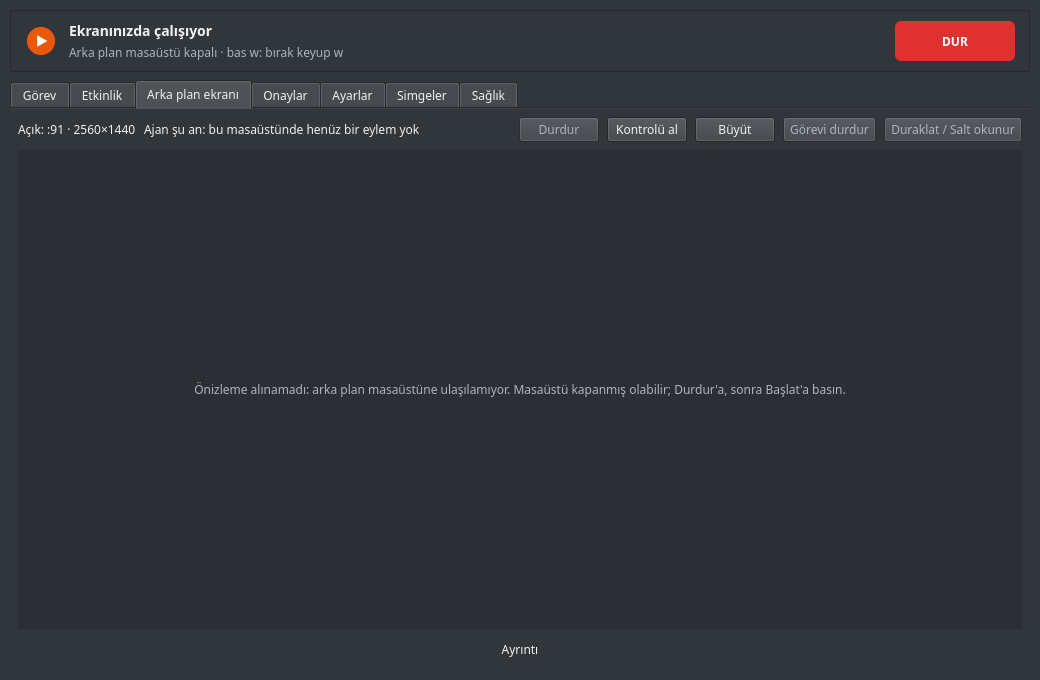 Ekranınızda çalışıyor
Arka plan masaüstü kapalı · bas w: bırak keyup w
DUR
Görev
Etkinlik
Arka plan ekranı
Onaylar
Ayarlar
Simgeler
Sağlık
Açık: :91 · 2560×1440 Ajan şu an: bu masaüstünde henüz bir eylem yok
Durdur
Kontrolü al
Büyüt
Görevi durdur
Duraklat / Salt okunur
Önizleme alınamadı: arka plan masaüstüne ulaşılamıyor. Masaüstü kapanmış olabilir; Durdur'a, sonra Başlat'a basın.
Ayrıntı